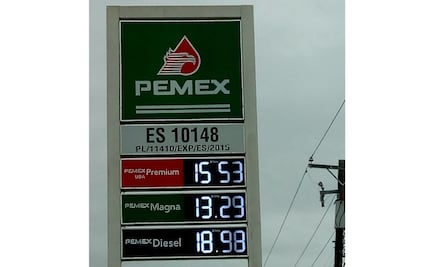 PEMEX
ES 10148
PL/11410/EXP/ES/2015
PEMEX Premium 15.53
PEMEX Magna 13.29
PEMEX Diesel 18.98